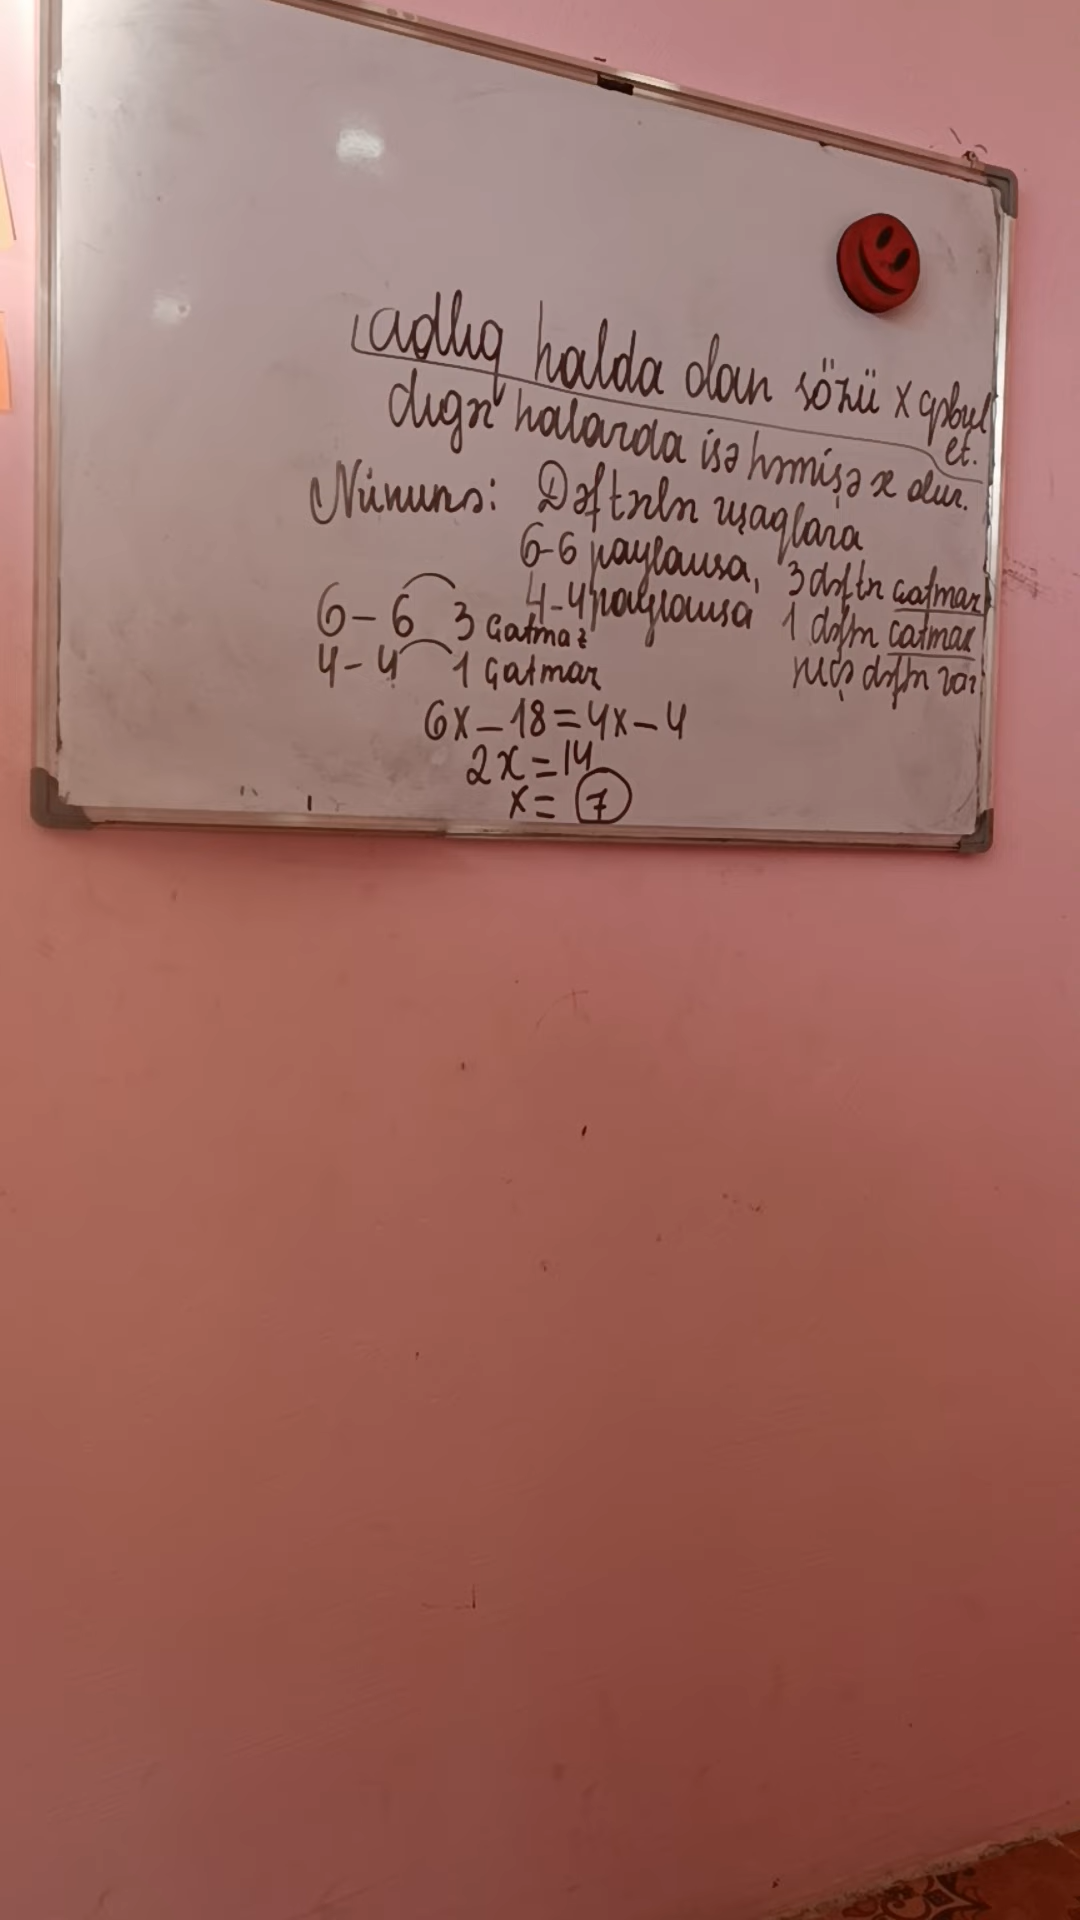 adlıq halda olan sözü x qəbul et.
digər halarda isə həmişə x olur.
Nümunə: Dəftərlər uşaqlara
6-6 paylansa, 3 dəftər çatmaz
4-4 paylansa 1 dəftər çatmaz
neçə dəftər var
6-6 3 çatmaz
4-4 1 çatmaz
6x-18=4x-4
2x=14
x=7